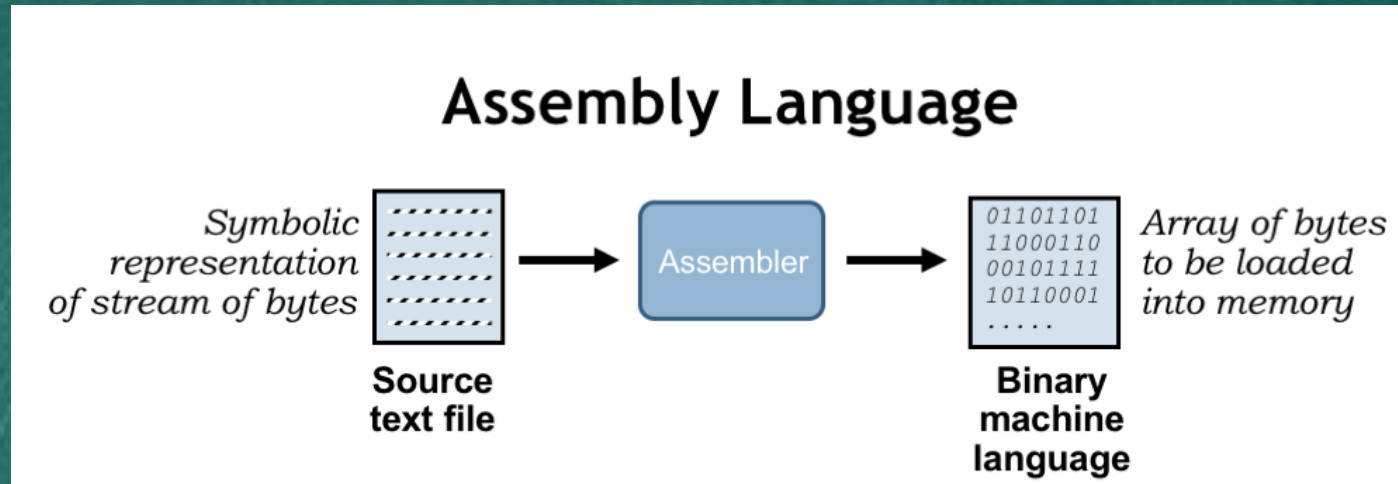 Assembly Language
Symbolic
representation
of stream of bytes
Assembler
01101101
11000110
00101111
10110001
.....
Array of bytes
to be loaded
into memory
Source
text file
Binary
machine
language